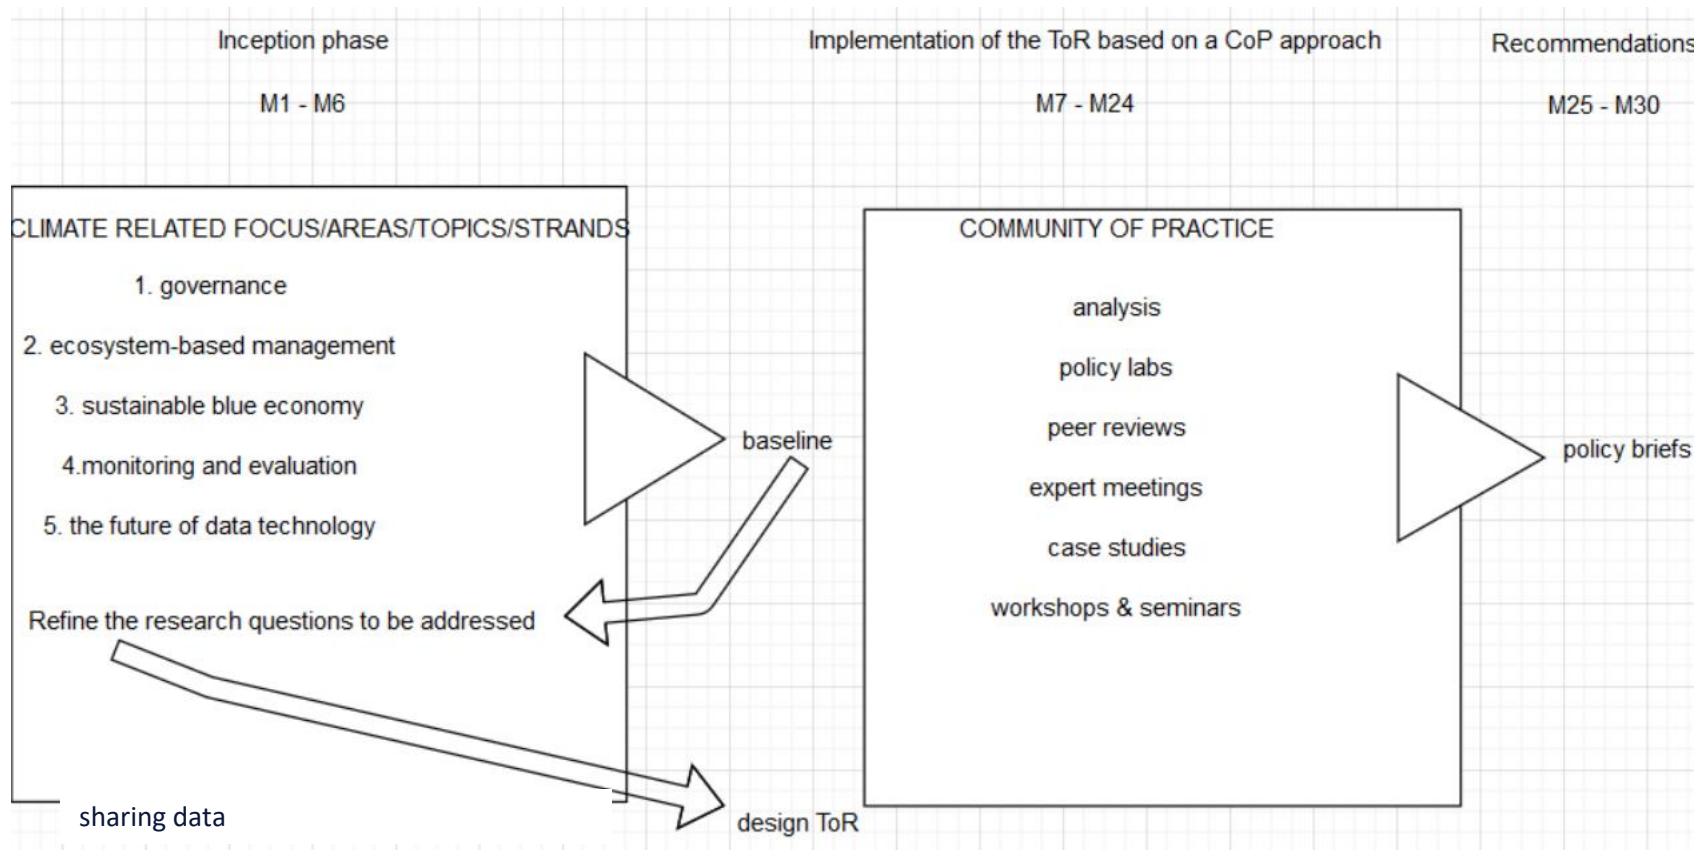 Inception phase
M1 - M6
Implementation of the ToR based on a CoP approach
M7 - M24
Recommendations
M25 - M30
CLIMATE RELATED FOCUS/AREAS/TOPICS/STRANDS
1. governance
2. ecosystem-based management
3. sustainable blue economy
4.monitoring and evaluation
5. the future of data technology
Refine the research questions to be addressed
sharing data
baseline
design ToR
COMMUNITY OF PRACTICE
analysis
policy labs
peer reviews
expert meetings
case studies
workshops & seminars
policy briefs